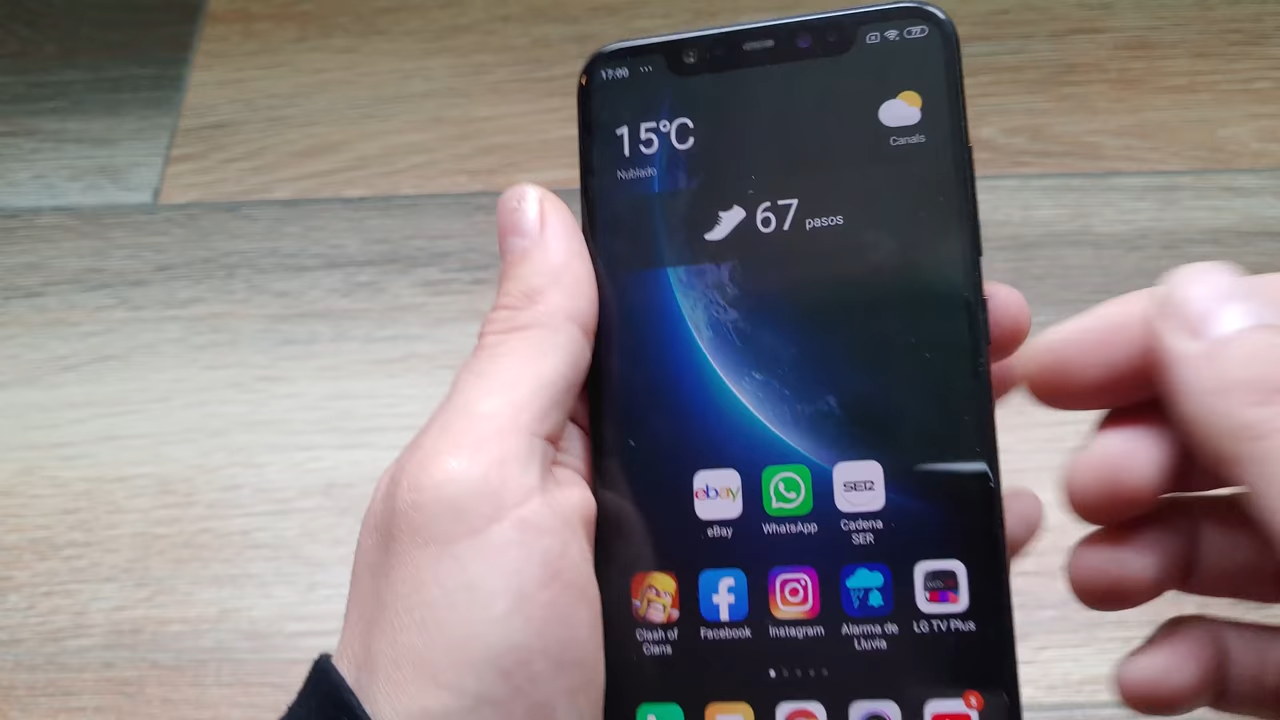 17:00 ...
77
15°C
Canals
Nublado
67 pasos
ebay
SER
eBay
WhatsApp
Cadena
SER
Clash of
Clans
Facebook
Instagram
Alarma de
Lluvia
LG TV Plus